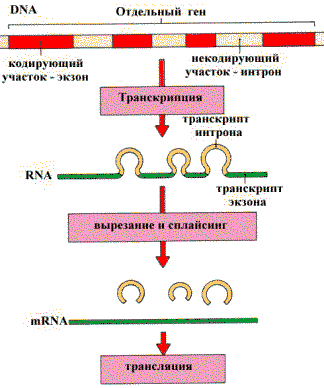 DNA
Отдельный ген
кодирующий
участок - экзон
некодирующий
участок - интрон
Транскрипция
транскрипт
интрона
RNA
транскрипт
экзона
вырезание и сплайсинг
mRNA
трансляция